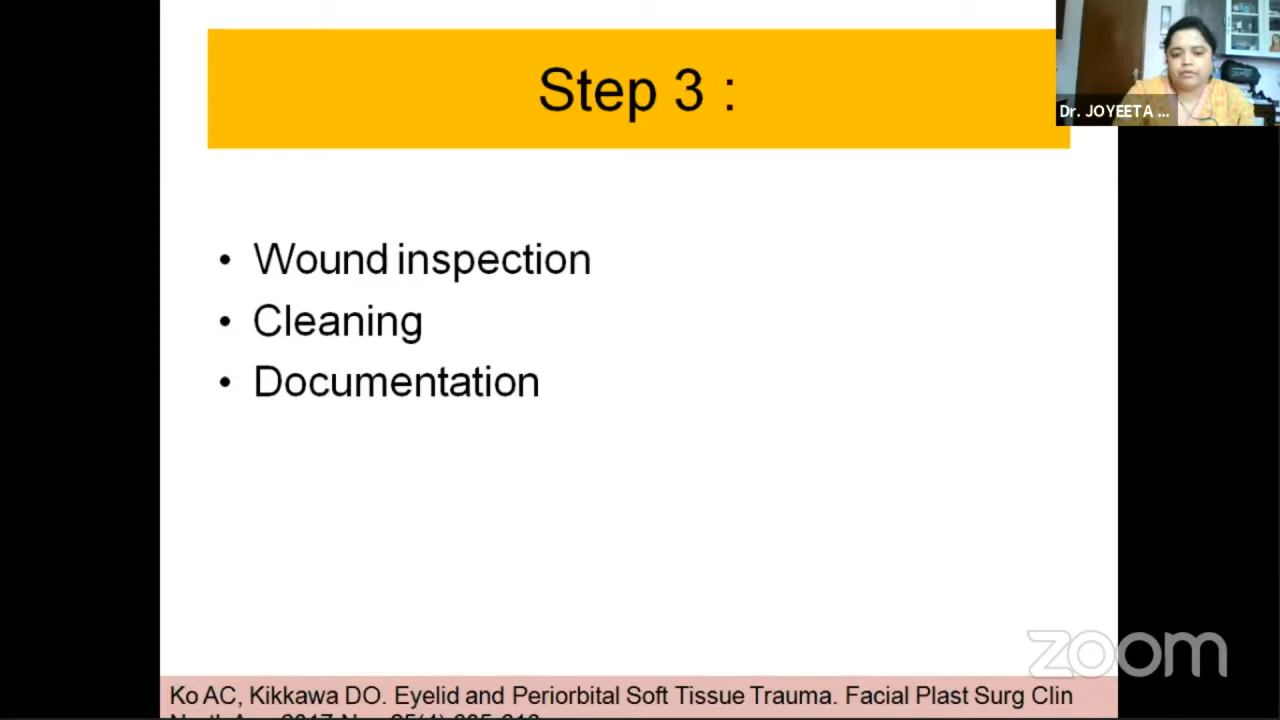 Step 3 :
Dr. JOYEETA ...
• Wound inspection
• Cleaning
• Documentation
zoom
Ko AC, Kikkawa DO. Eyelid and Periorbital Soft Tissue Trauma. Facial Plast Surg Clin
2017